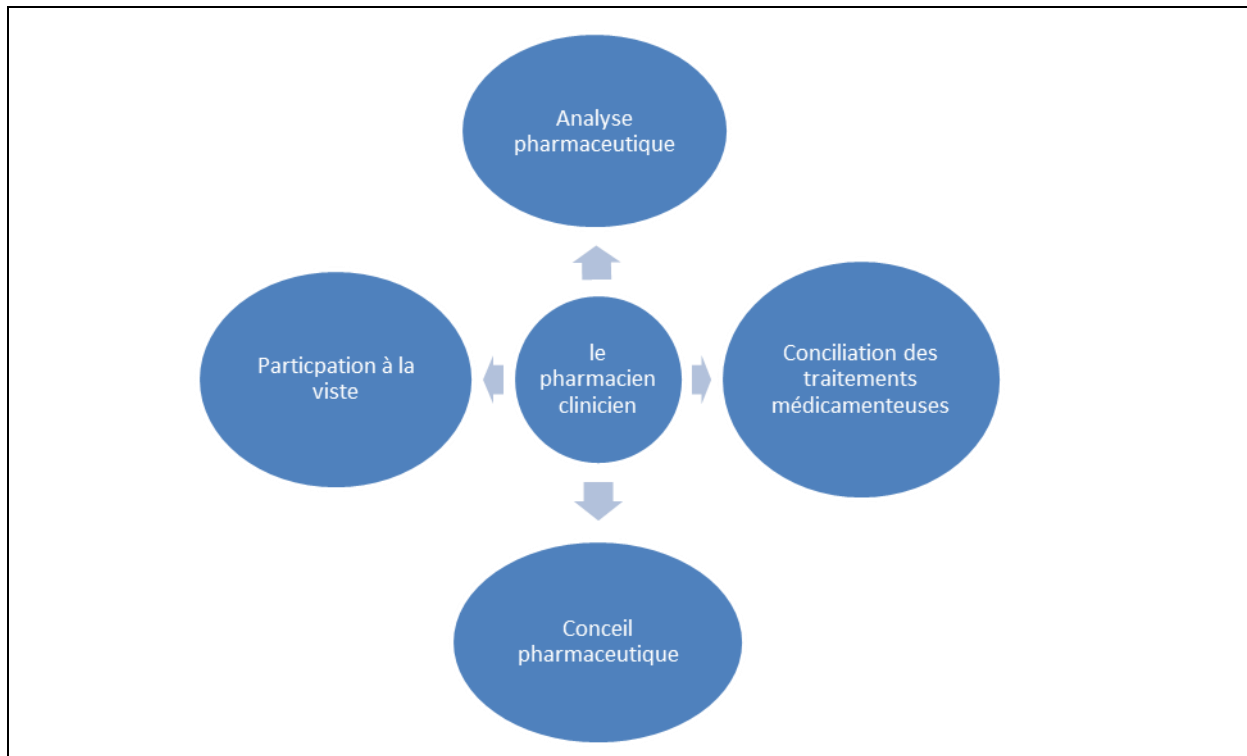 Analyse
pharmaceutique
Particpation à la
viste
le
pharmacien
clinicien
Conciliation des
traitements
médicamenteuses
Conceil
pharmaceutique